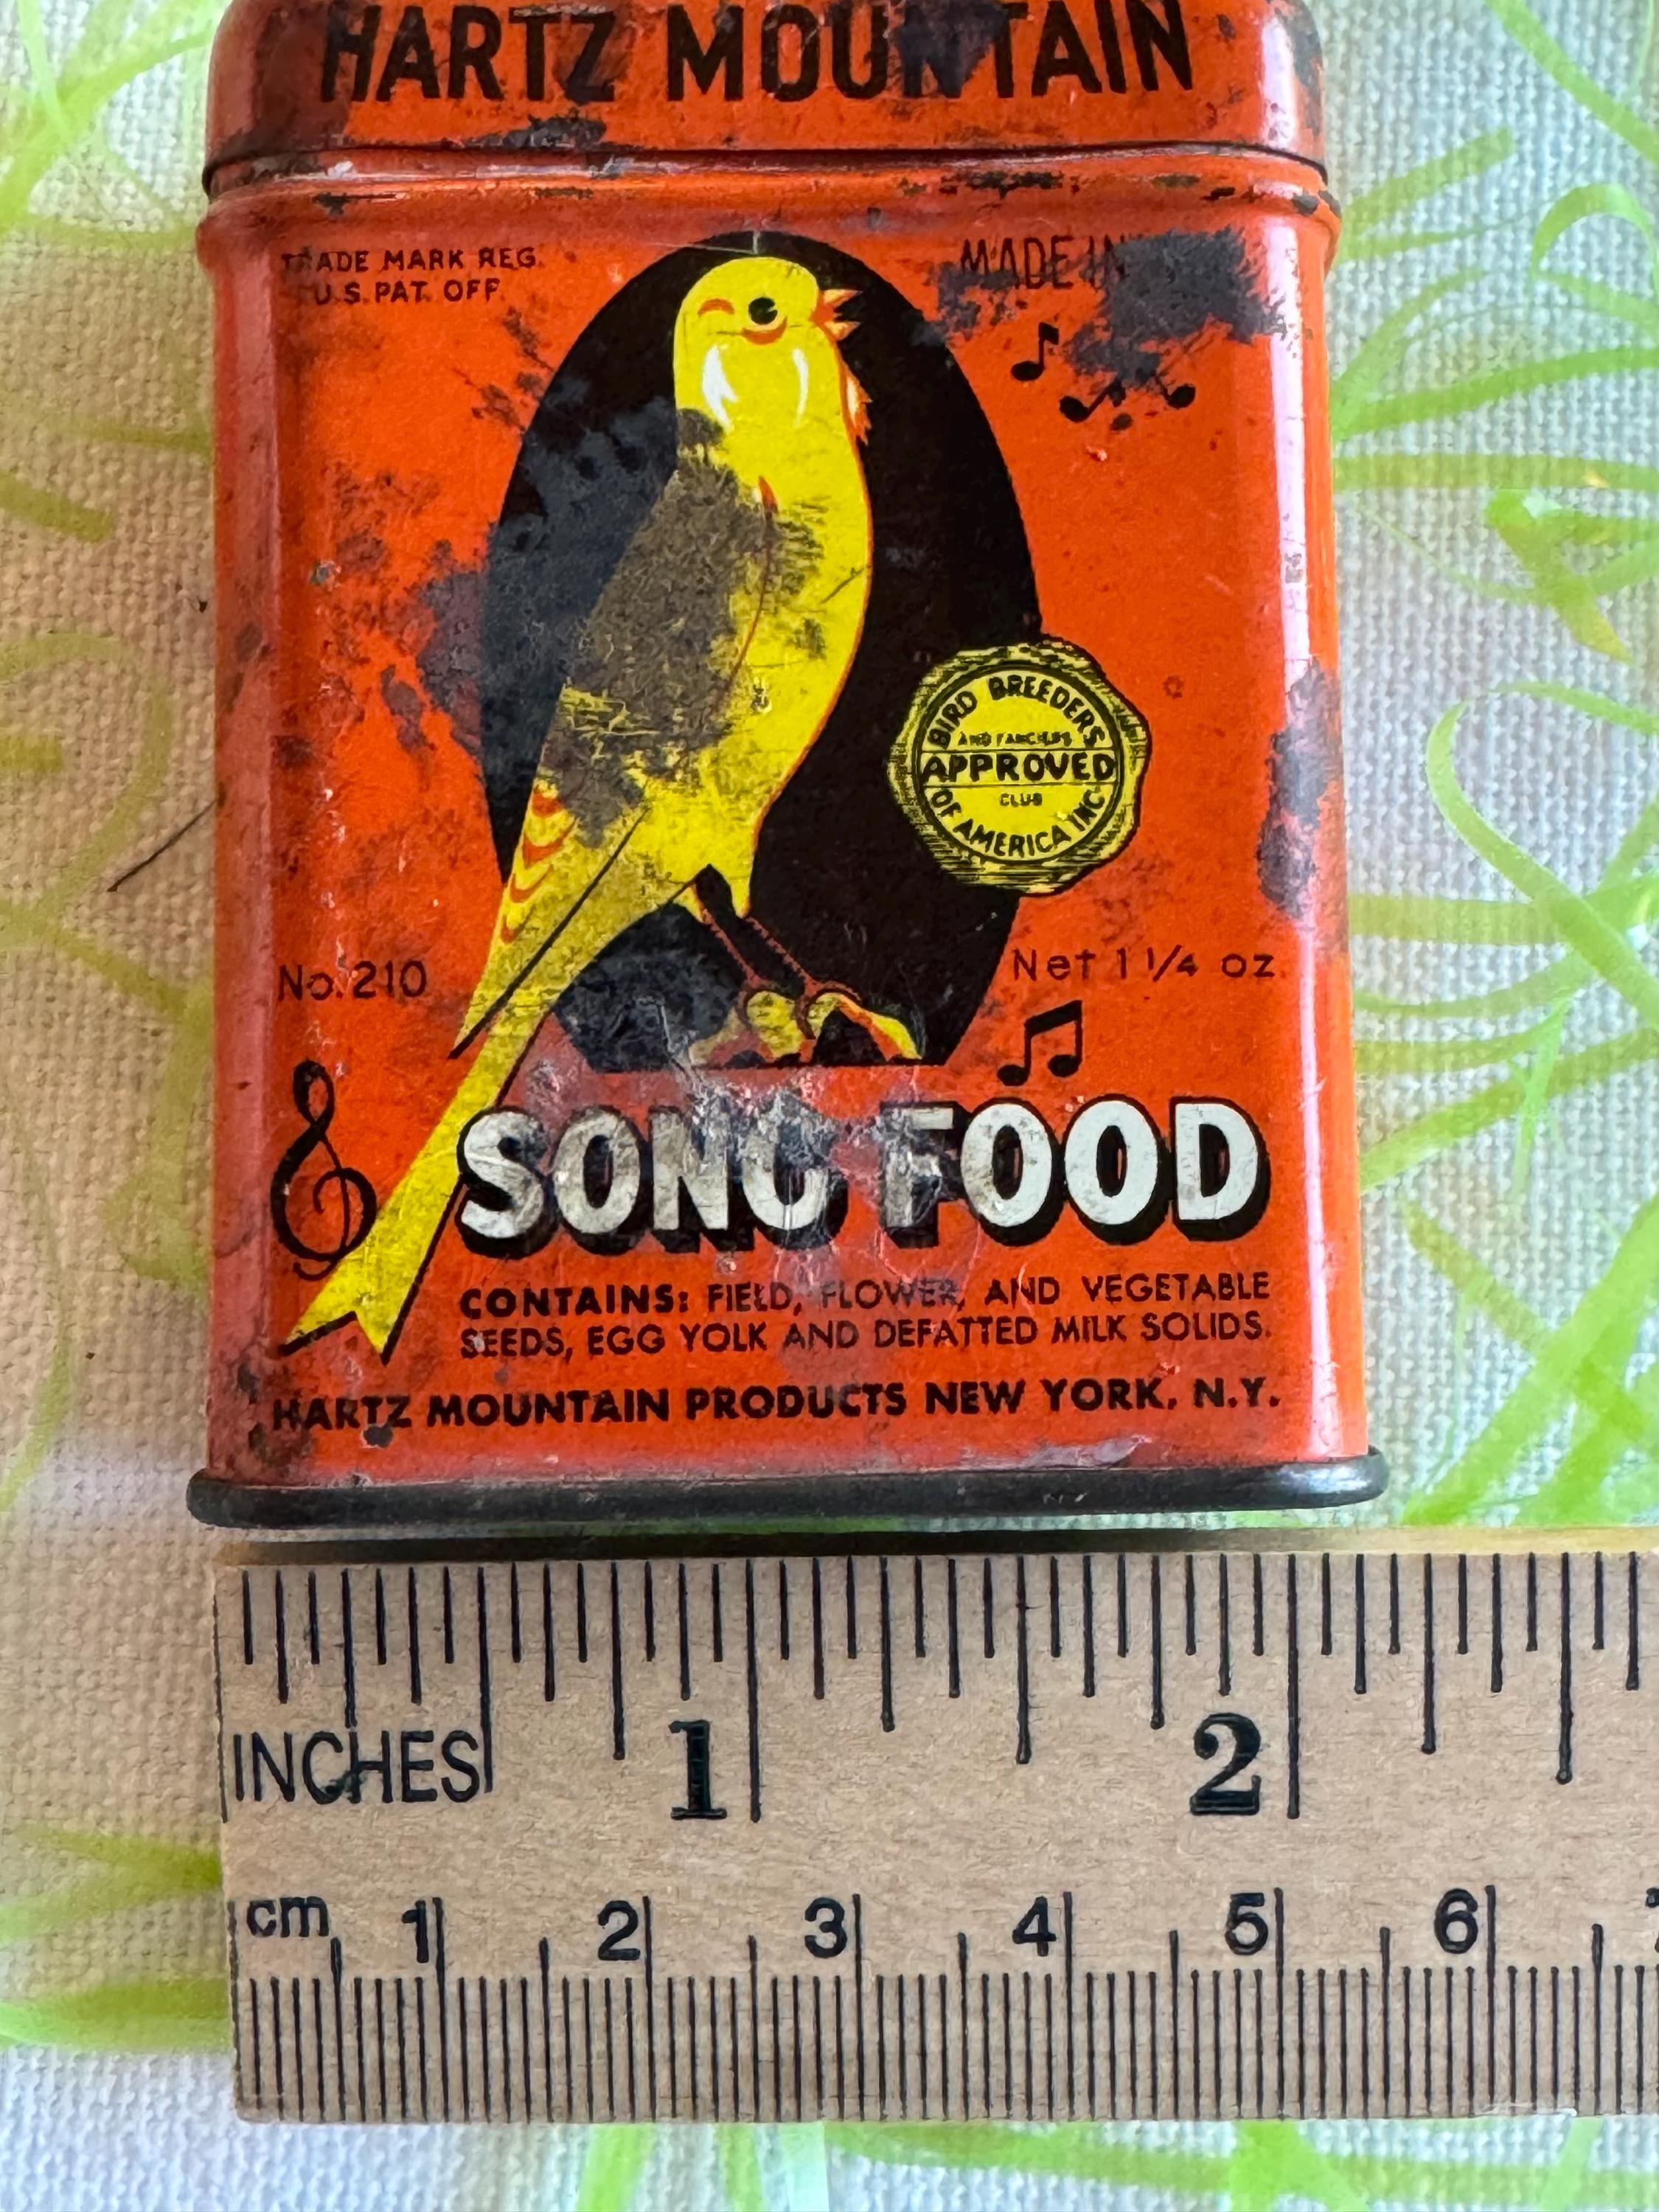 HARTZ MOUNTAIN
TRADE MARK REG.
U.S. PAT. OFF.
MADE IN
BIRD BREEDERS
AND FANCIERS
APPROVED
CLUB
OF AMERICA INC
No. 210
Net 1 1/4 oz.
SONG FOOD
CONTAINS: FIELD, FLOWER, AND VEGETABLE
SEEDS, EGG YOLK AND DEFATTED MILK SOLIDS.
HARTZ MOUNTAIN PRODUCTS NEW YORK, N.Y.
INCHES 1 2
cm 1 2 3 4 5 6